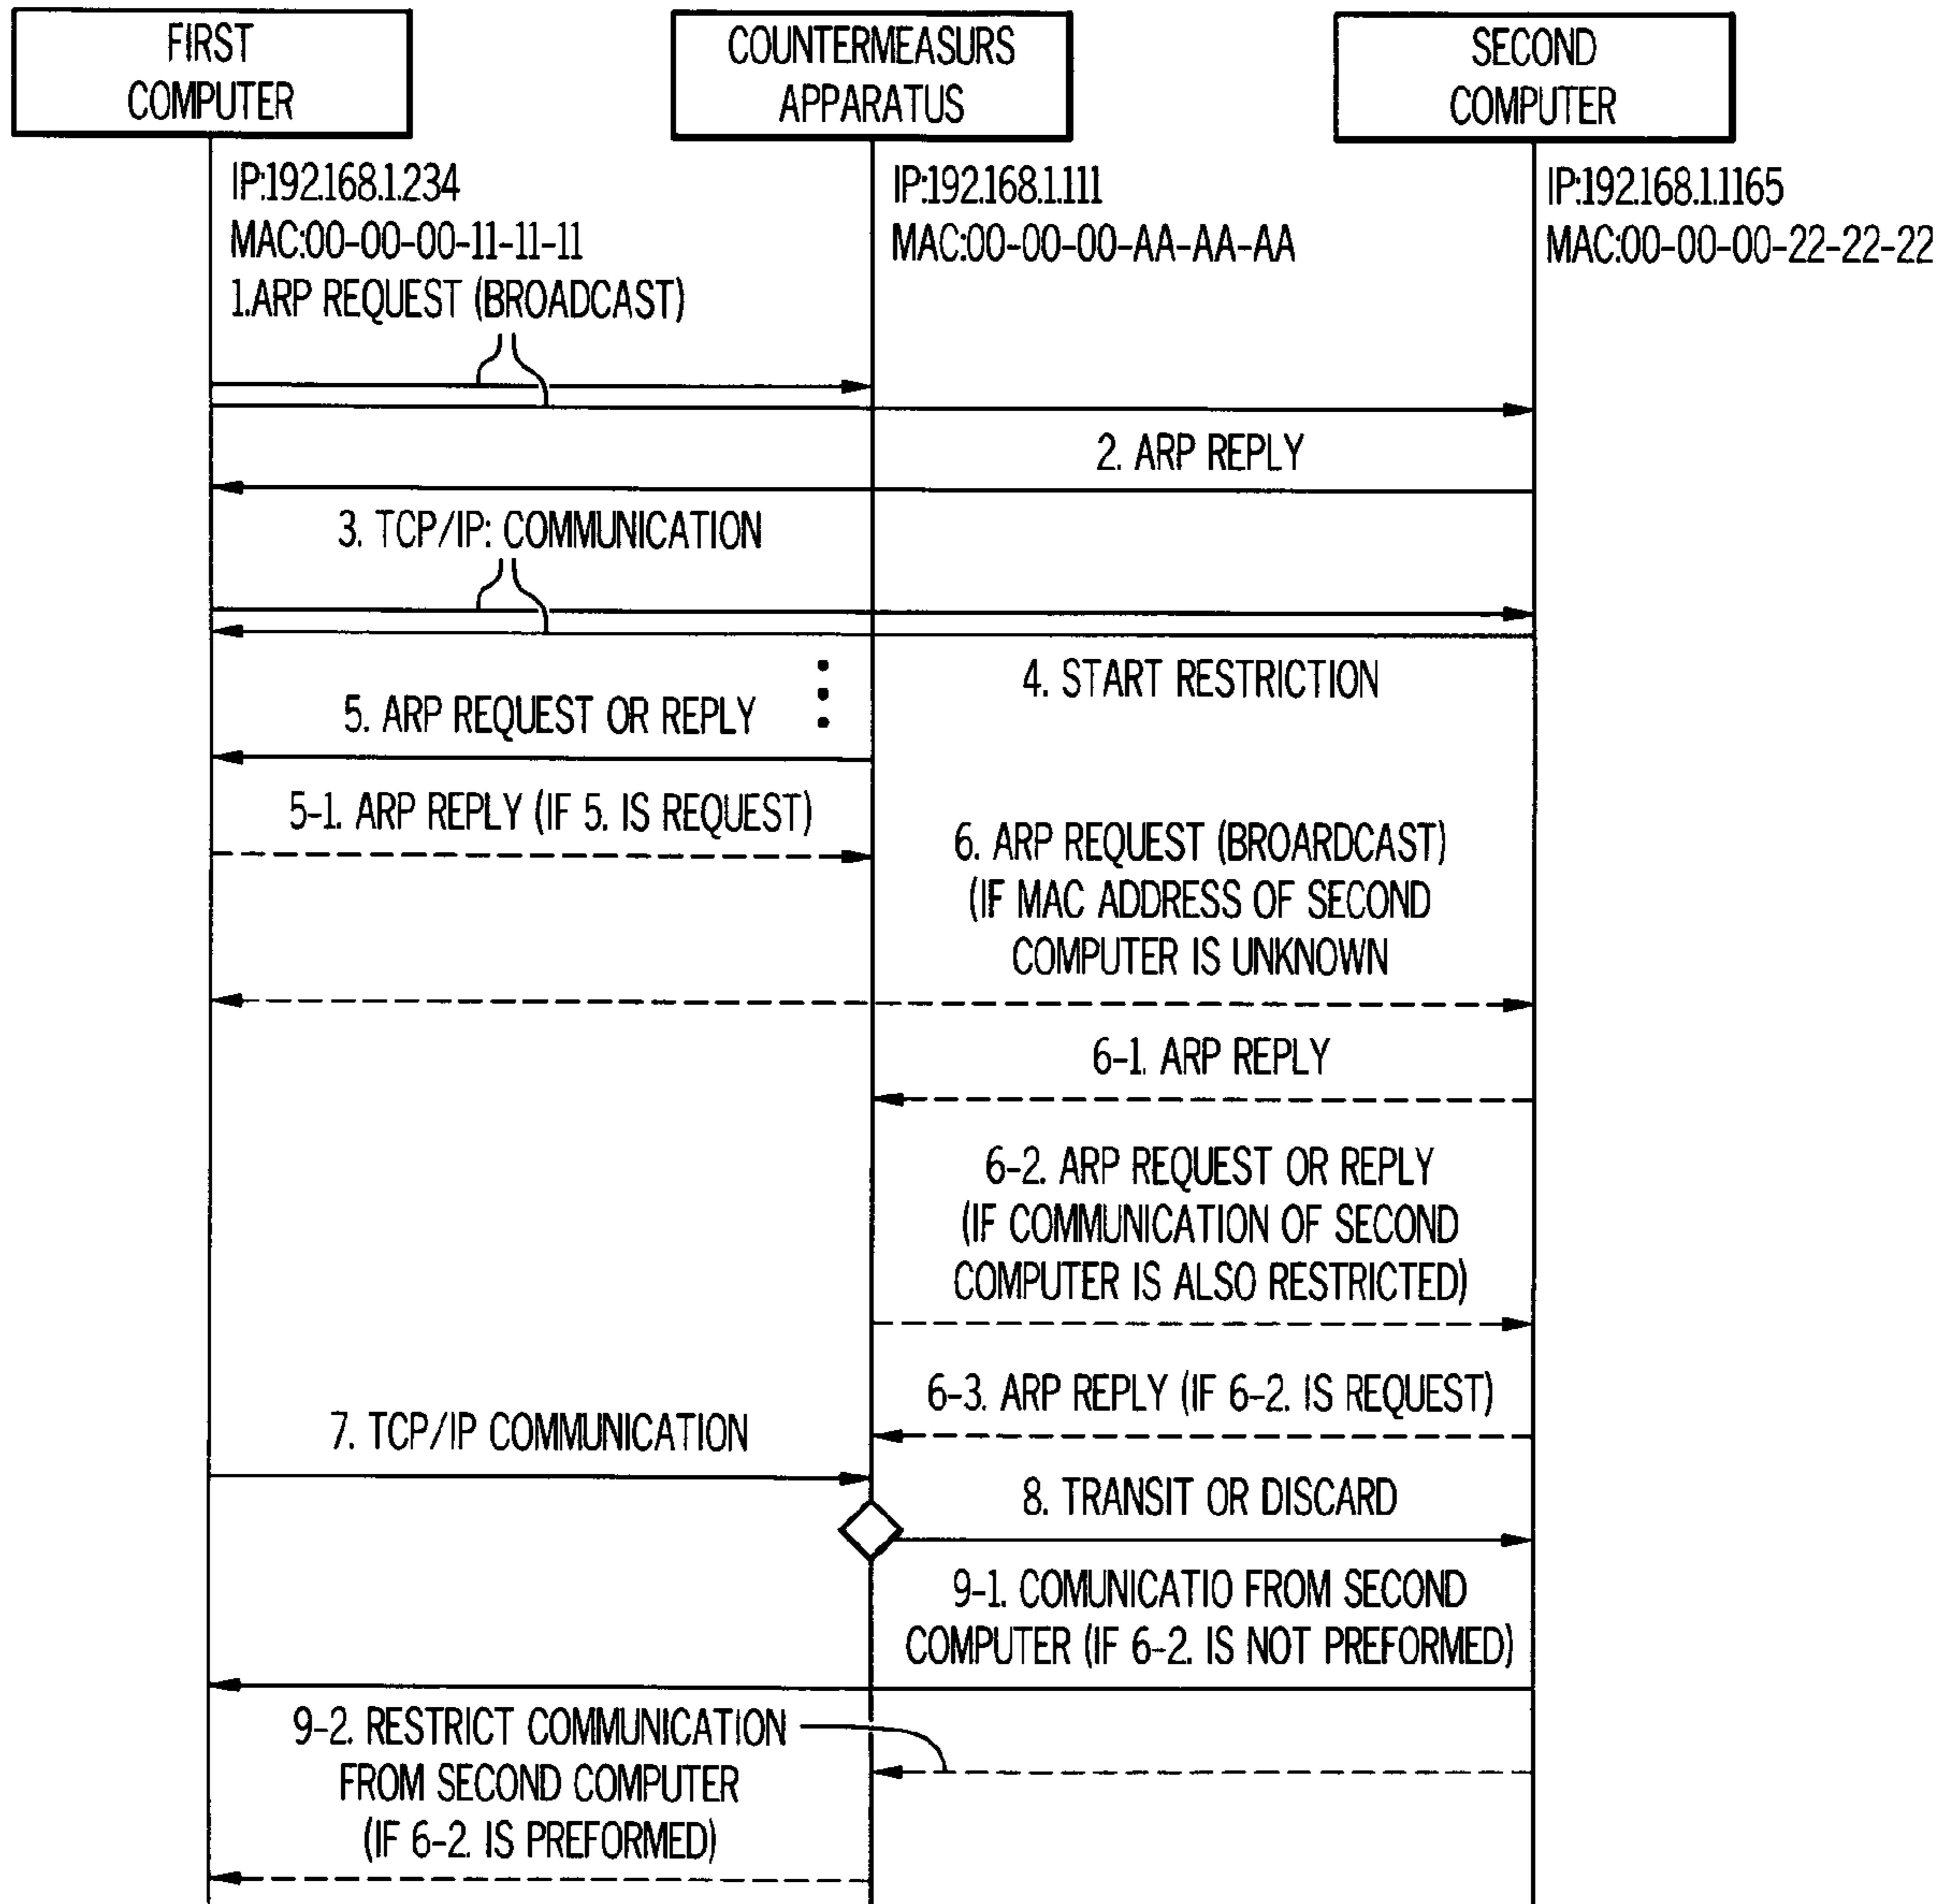 FIRST
COMPUTER
COUNTERMEASURS
APPARATUS
SECOND
COMPUTER
IP:192.168.1.234
MAC:00-00-00-11-11-11
IP:192.168.1.111
MAC:00-00-00-AA-AA-AA
IP:192.168.1.1165
MAC:00-00-00-22-22-22
1.ARP REQUEST (BROADCAST)
2. ARP REPLY
3. TCP/IP: COMMUNICATION
4. START RESTRICTION
5. ARP REQUEST OR REPLY
5-1. ARP REPLY (IF 5. IS REQUEST)
6. ARP REQUEST (BROARDCAST)
(IF MAC ADDRESS OF SECOND
COMPUTER IS UNKNOWN
6-1. ARP REPLY
6-2. ARP REQUEST OR REPLY
(IF COMMUNICATION OF SECOND
COMPUTER IS ALSO RESTRICTED)
6-3. ARP REPLY (IF 6-2. IS REQUEST)
7. TCP/IP COMMUNICATION
8. TRANSIT OR DISCARD
9-1. COMUNICATIO FROM SECOND
COMPUTER (IF 6-2. IS NOT PREFORMED)
9-2. RESTRICT COMMUNICATION
FROM SECOND COMPUTER
(IF 6-2. IS PREFORMED)